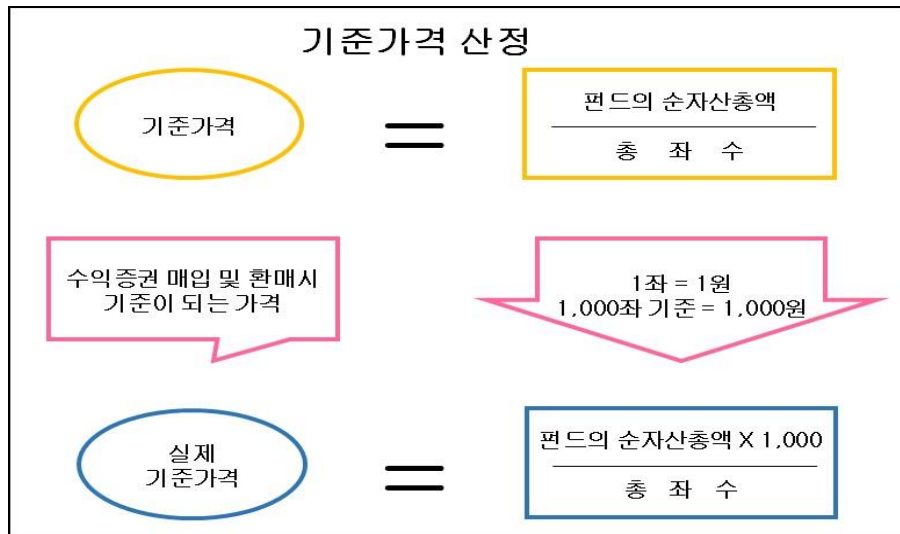 기준가격 산정
기준가격
=
펀드의 순자산총액
총 좌 수
수익증권 매입 및 환매시
기준이 되는 가격
1좌 = 1원
1,000좌 기준 = 1,000원
실제
기준가격
=
펀드의 순자산총액 X 1,000
총 좌 수